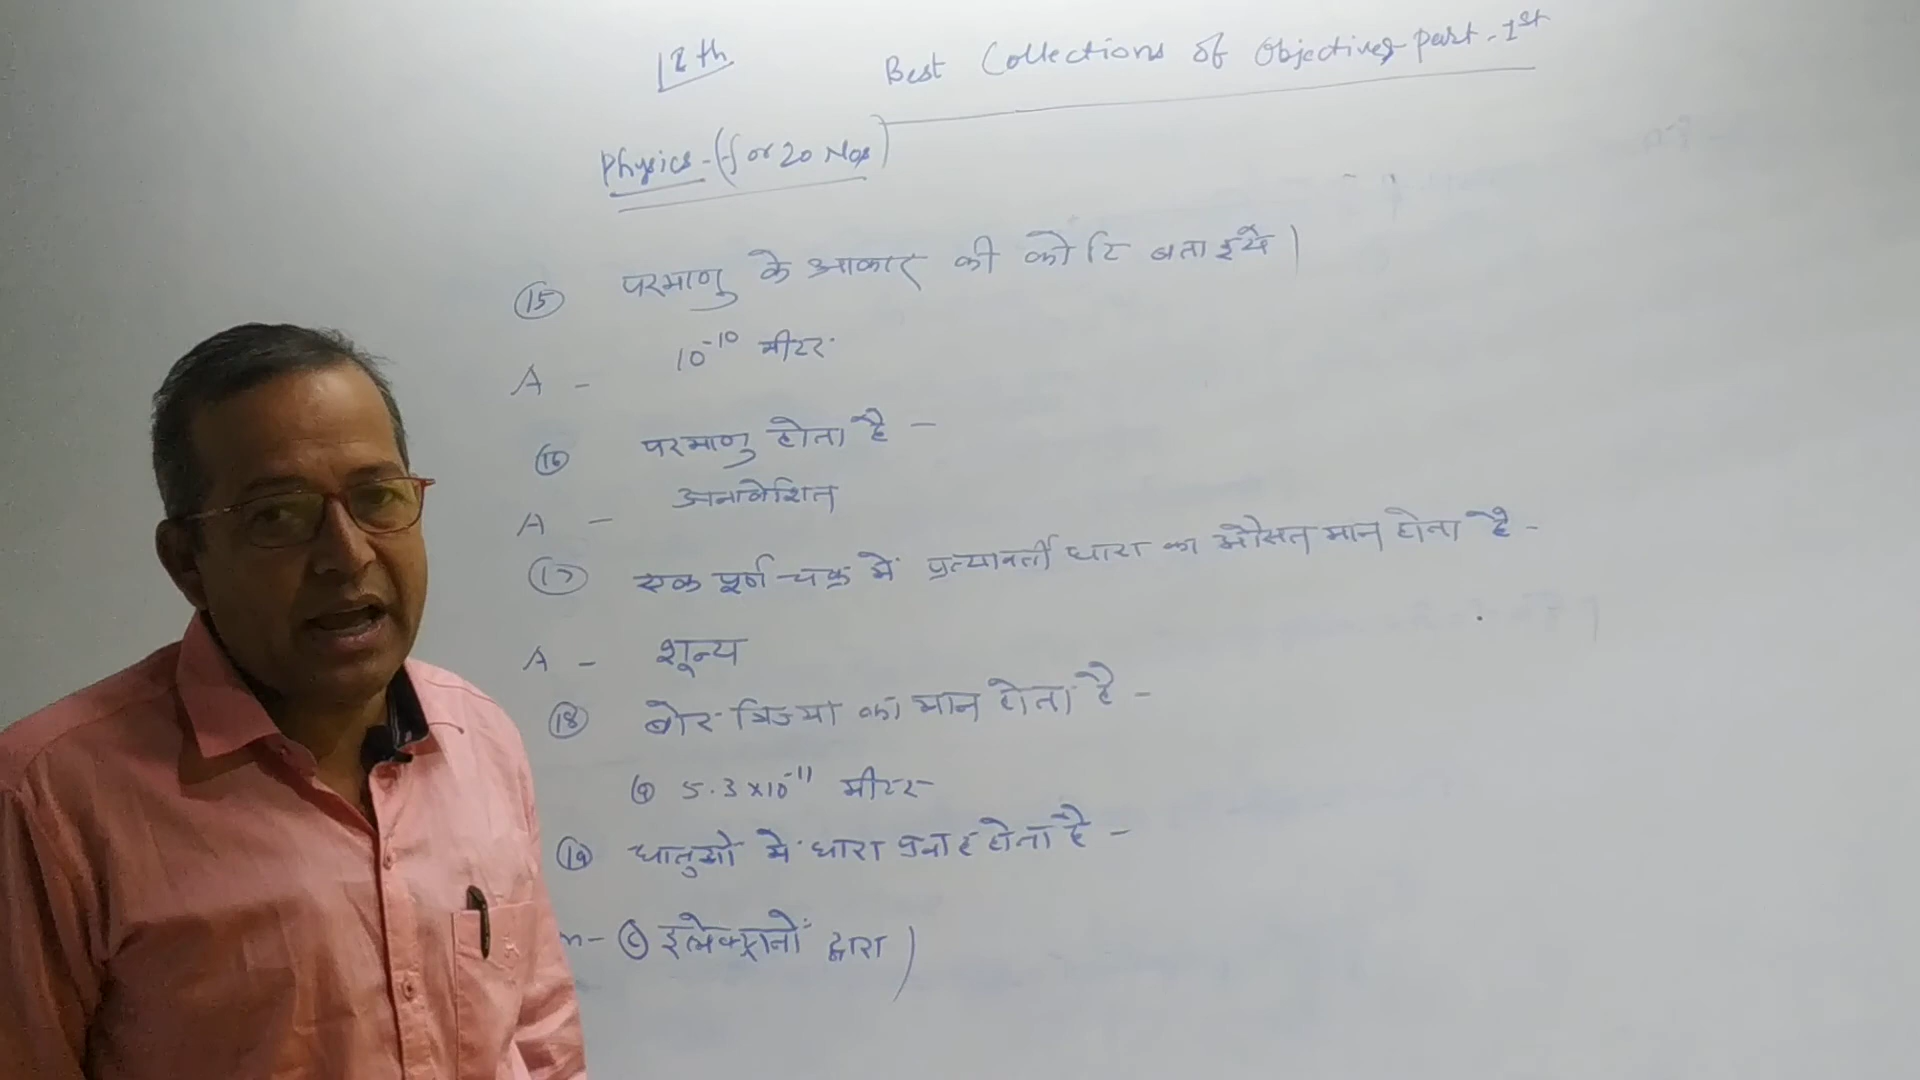 12th Best Collections of Objectives part-1st
Physics-(for 20 Nos)
(15) परमाणु के आकार की कोटि बताइये।
A - 10⁻¹⁰ मीटर
(16) परमाणु होता है -
A - अनावेशित
(17) एक पूर्ण चक्र में प्रत्यावर्ती धारा का औसत मान होता है -
A - शून्य
(18) बोर त्रिज्या का मान होता है -
(a) 5.3×10⁻¹¹ मीटर
(19) धातुओं में धारा प्रवाह होता है -
(c) इलेक्ट्रानों द्वारा)